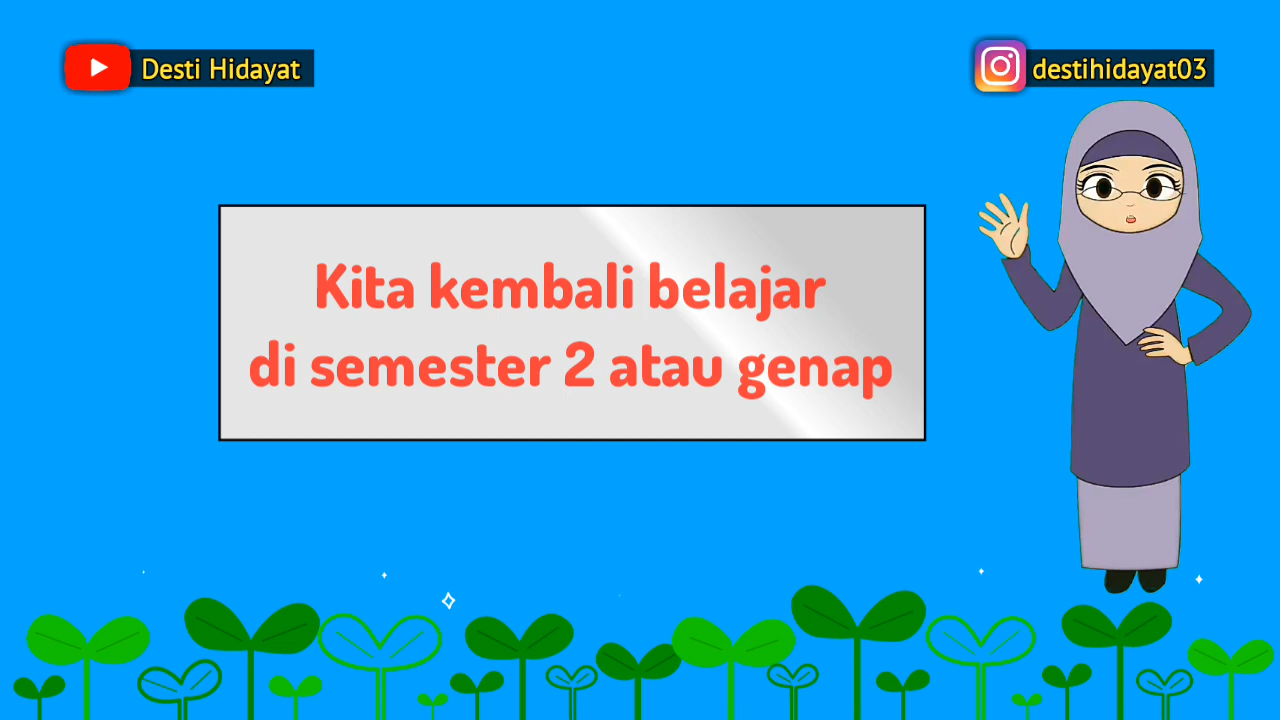 Desti Hidayat
destihidayat03
Kita kembali belajar
di semester 2 atau genap